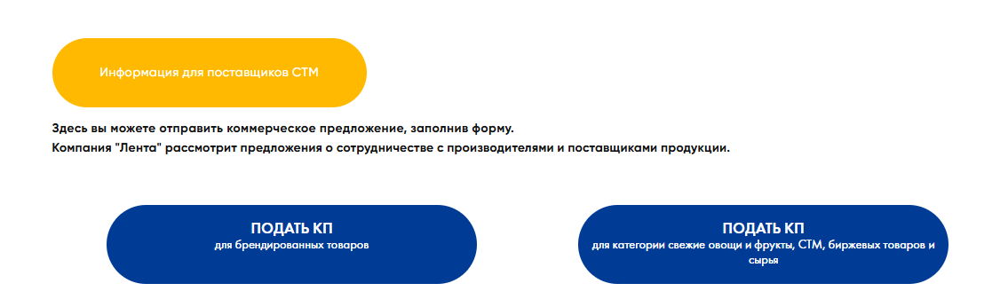 Информация для поставщиков СТМ
Здесь вы можете отправить коммерческое предложение, заполнив форму.
Компания "Лента" рассмотрит предложения о сотрудничестве с производителями и поставщиками продукции.
ПОДАТЬ КП
для брендированных товаров
ПОДАТЬ КП
для категории свежие овощи и фрукты, СТМ, биржевых товаров и
сырья